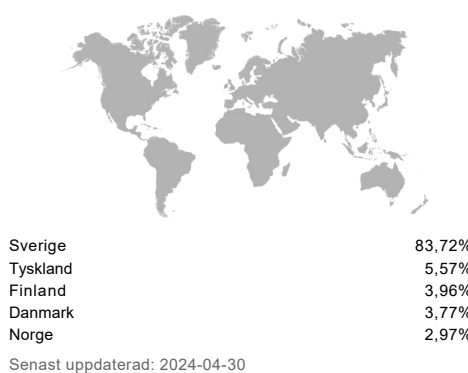 Sverige 83,72%
Tyskland 5,57%
Finland 3,96%
Danmark 3,77%
Norge 2,97%
Senast uppdaterad: 2024-04-30